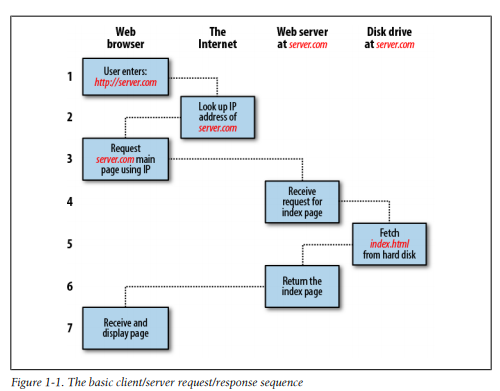 Web browser
The Internet
Web server at server.com
Disk drive at server.com
1
User enters:
http://server.com
2
Look up IP
address of
server.com
3
Request
server.com main
page using IP
4
Receive
request for
index page
5
Fetch
index.html
from hard disk
6
Return the
index page
7
Receive and
display page
Figure 1-1. The basic client/server request/response sequence